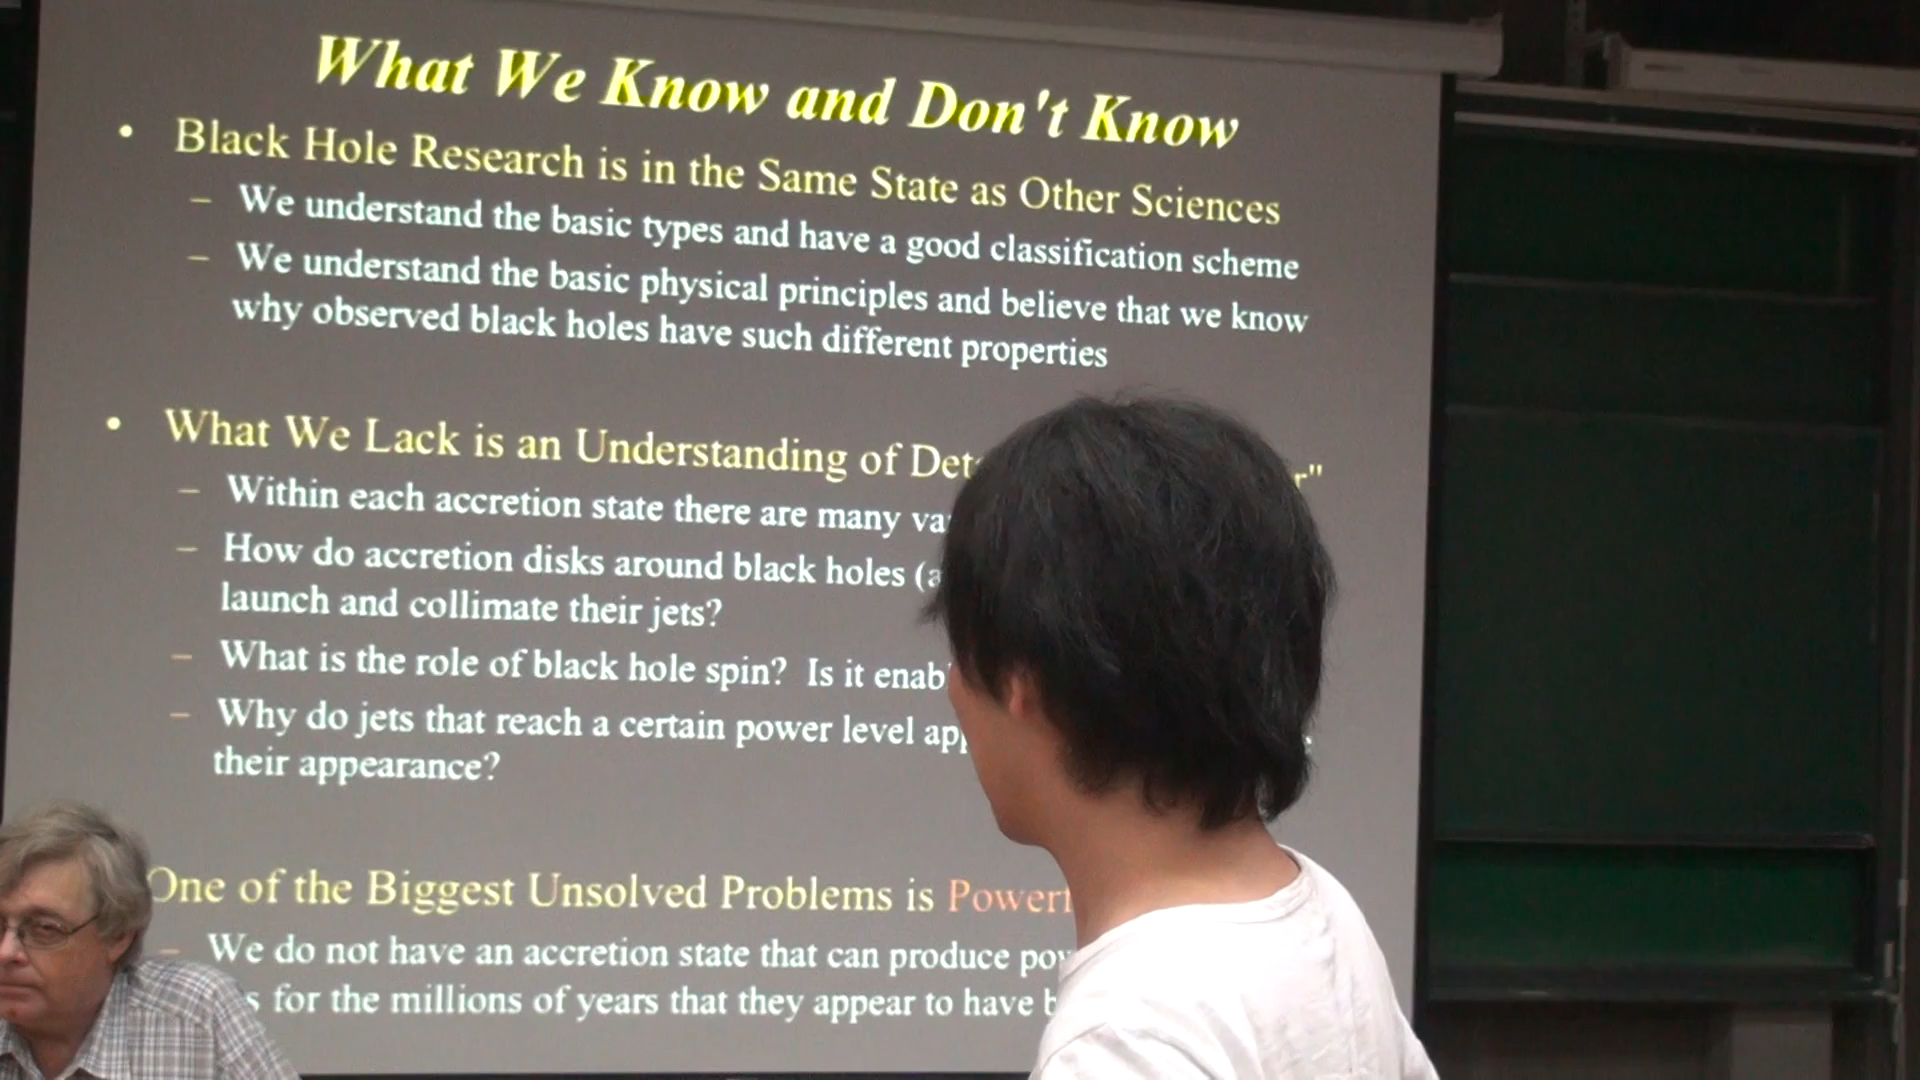 What We Know and Don't Know
• Black Hole Research is in the Same State as Other Sciences
– We understand the basic types and have a good classification scheme
– We understand the basic physical principles and believe that we know
why observed black holes have such different properties
• What We Lack is an Understanding of
– Within each accretion state there are many
– How do accretion disks around black holes
launch and collimate their jets?
– What is the role of black hole spin? Is it
– Why do jets that reach a certain power level
their appearance?
One of the Biggest Unsolved Problems is
– We do not have an accretion state that can produce
for the millions of years that they appear to have